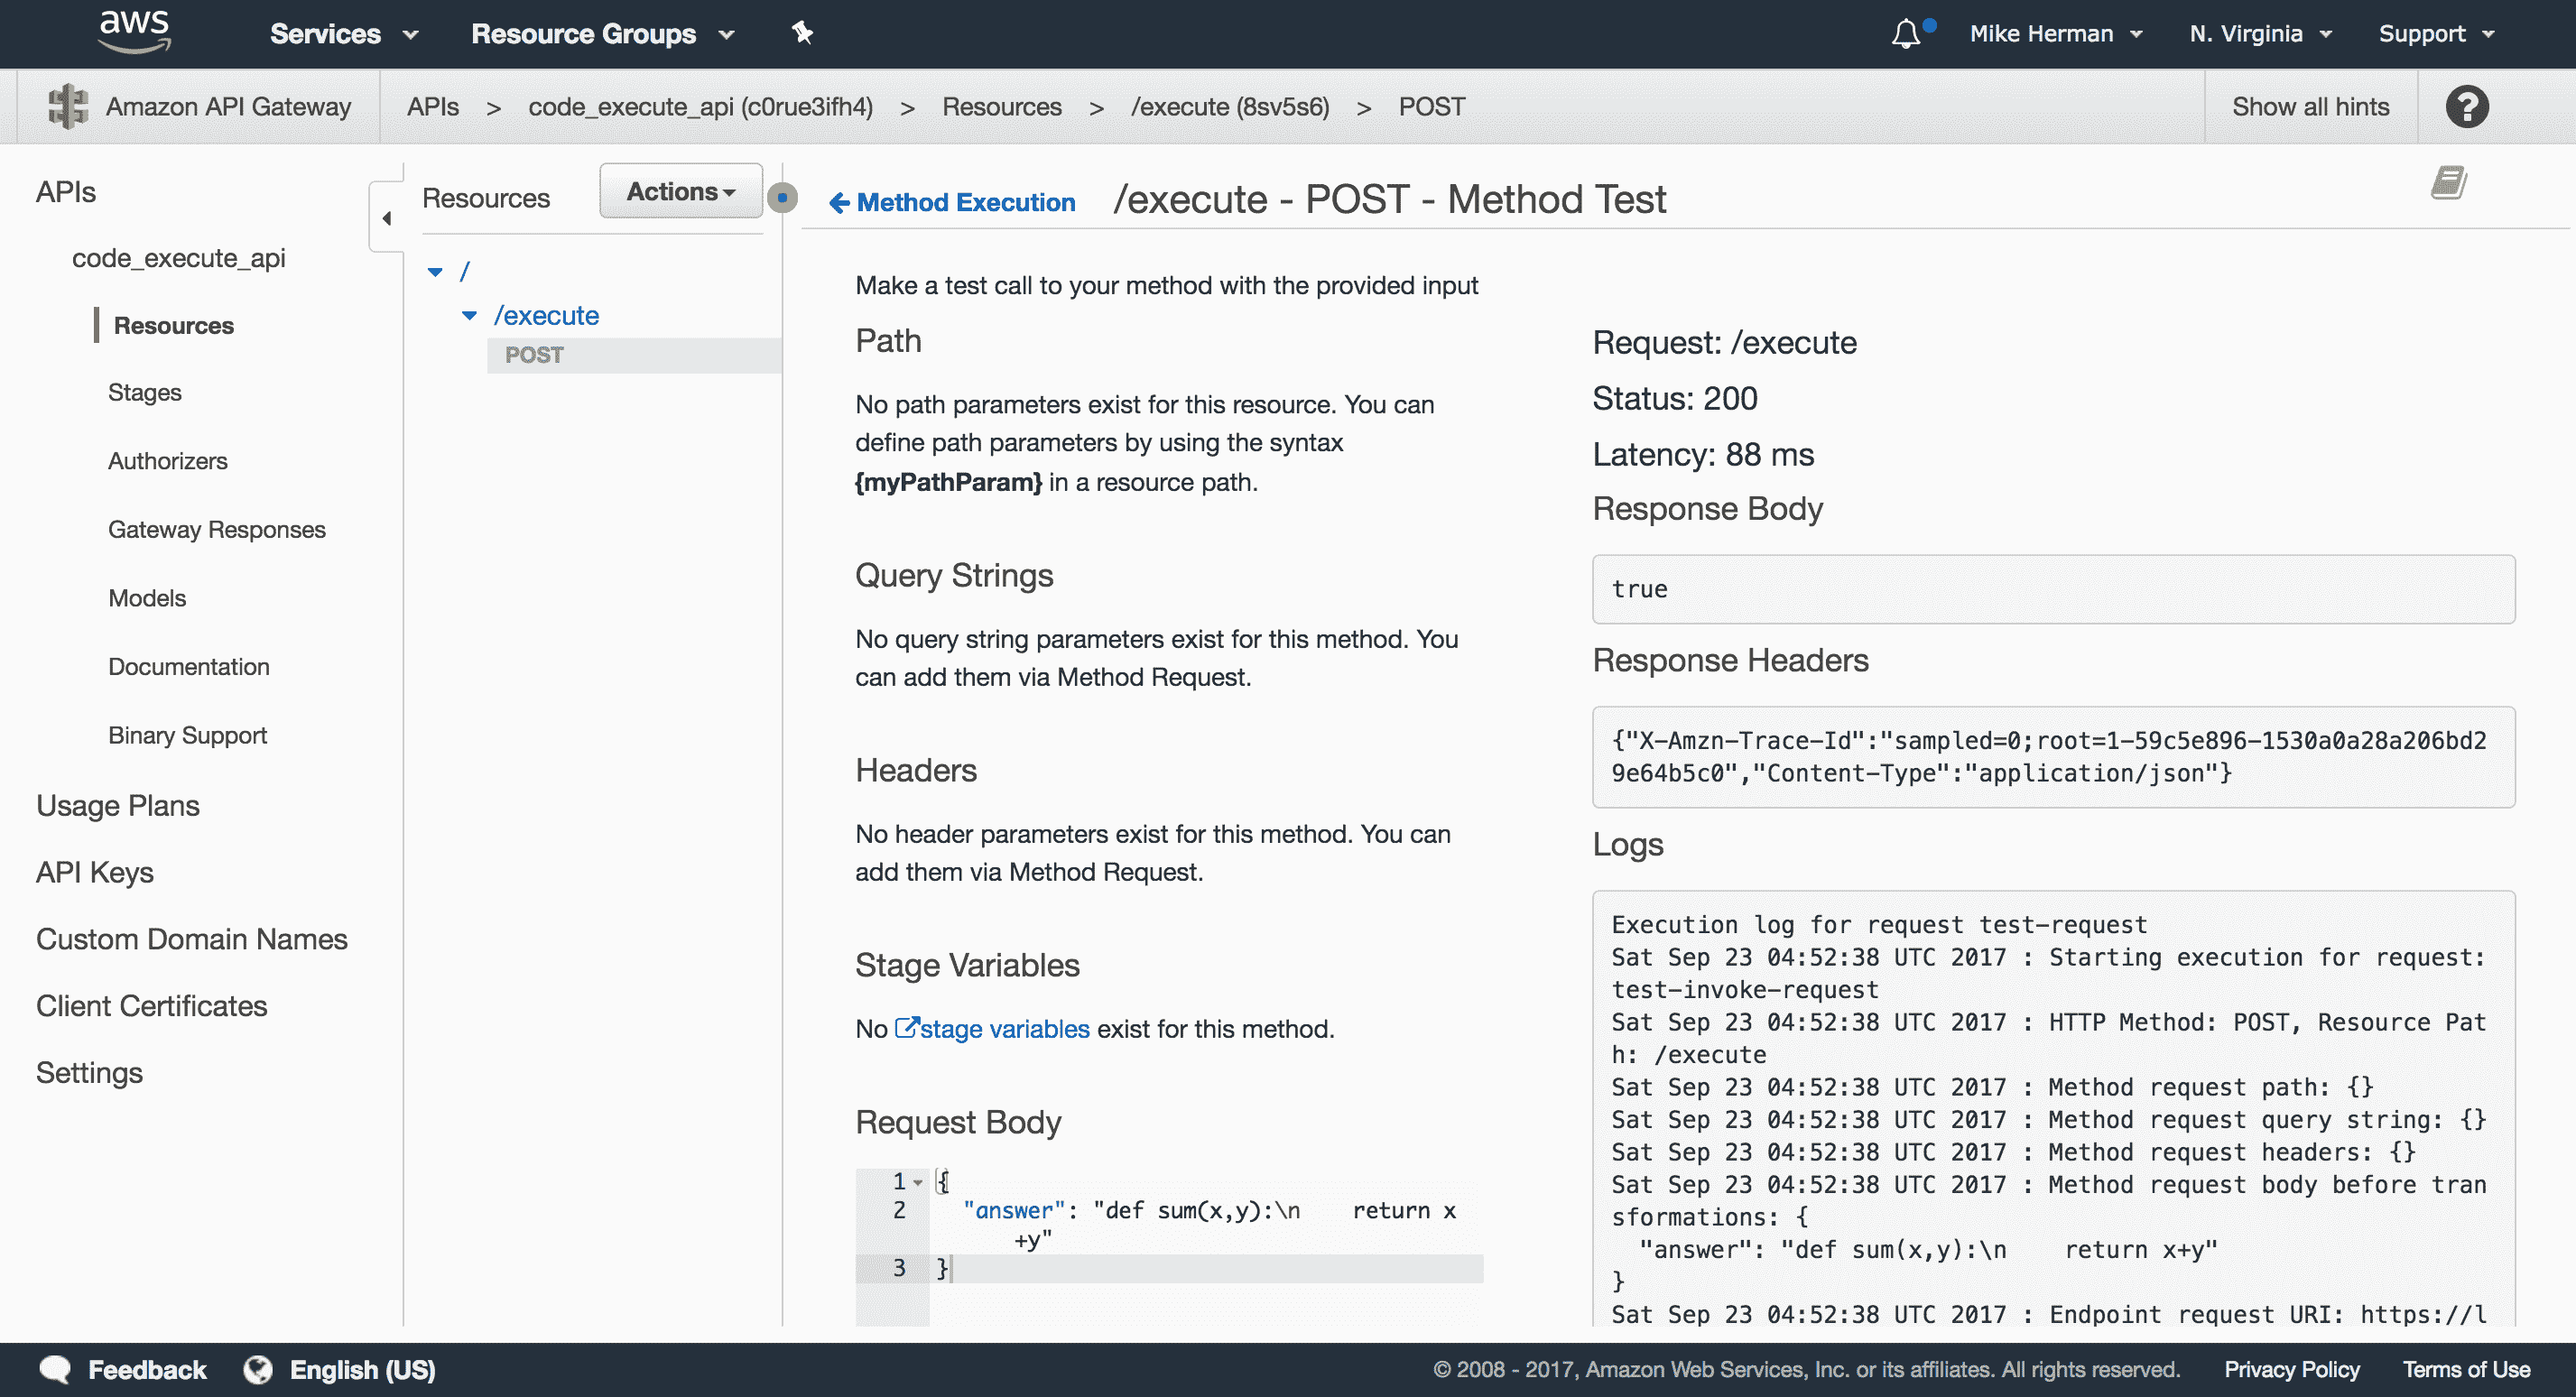 aws
Services
Resource Groups
Mike Herman
N. Virginia
Support
Amazon API Gateway
APIs > code_execute_api (c0rue3ifh4) > Resources > /execute (8sv5s6) > POST
Show all hints
?
APIs
code_execute_api
Resources
Stages
Authorizers
Gateway Responses
Models
Documentation
Binary Support
Usage Plans
API Keys
Custom Domain Names
Client Certificates
Settings
Resources
Actions
/
/execute
POST
Method Execution
/execute - POST - Method Test
Make a test call to your method with the provided input
Path
No path parameters exist for this resource. You can
define path parameters by using the syntax
{myPathParam} in a resource path.
Query Strings
No query string parameters exist for this method. You
can add them via Method Request.
Headers
No header parameters exist for this method. You can
add them via Method Request.
Stage Variables
No stage variables exist for this method.
Request Body
1 {
2 "answer": "def sum(x,y):\n    return x
+y"
3 }
Request: /execute
Status: 200
Latency: 88 ms
Response Body
true
Response Headers
{"X-Amzn-Trace-Id":"sampled=0;root=1-59c5e896-1530a0a28a206bd2
9e64b5c0","Content-Type":"application/json"}
Logs
Execution log for request test-request
Sat Sep 23 04:52:38 UTC 2017 : Starting execution for request:
test-invoke-request
Sat Sep 23 04:52:38 UTC 2017 : HTTP Method: POST, Resource Pat
h: /execute
Sat Sep 23 04:52:38 UTC 2017 : Method request path: {}
Sat Sep 23 04:52:38 UTC 2017 : Method request query string: {}
Sat Sep 23 04:52:38 UTC 2017 : Method request headers: {}
Sat Sep 23 04:52:38 UTC 2017 : Method request body before tran
sformations: {
"answer": "def sum(x,y):\n    return x+y"
}
Sat Sep 23 04:52:38 UTC 2017 : Endpoint request URI: https://l
Feedback
English (US)
© 2008 - 2017, Amazon Web Services, Inc. or its affiliates. All rights reserved.
Privacy Policy
Terms of Use